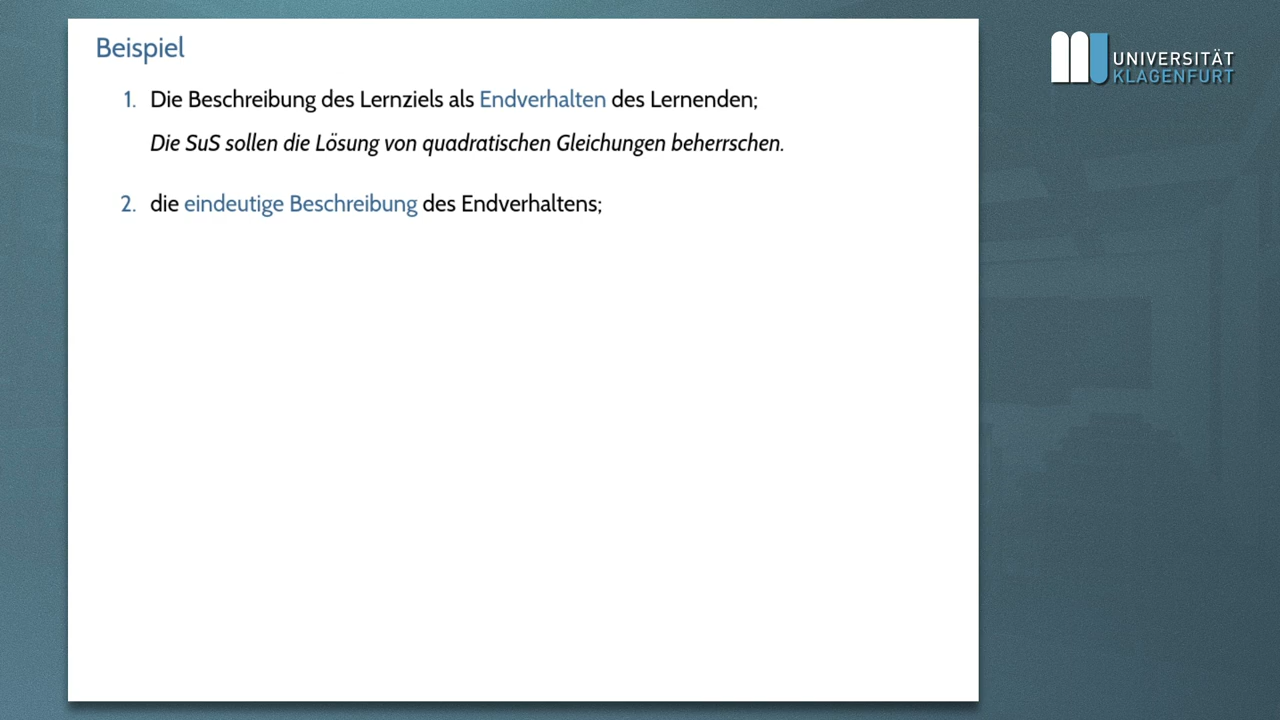 Beispiel
1. Die Beschreibung des Lernziels als Endverhalten des Lernenden;
Die SuS sollen die Lösung von quadratischen Gleichungen beherrschen.
2. die eindeutige Beschreibung des Endverhaltens;
UNIVERSITÄT
KLAGENFURT